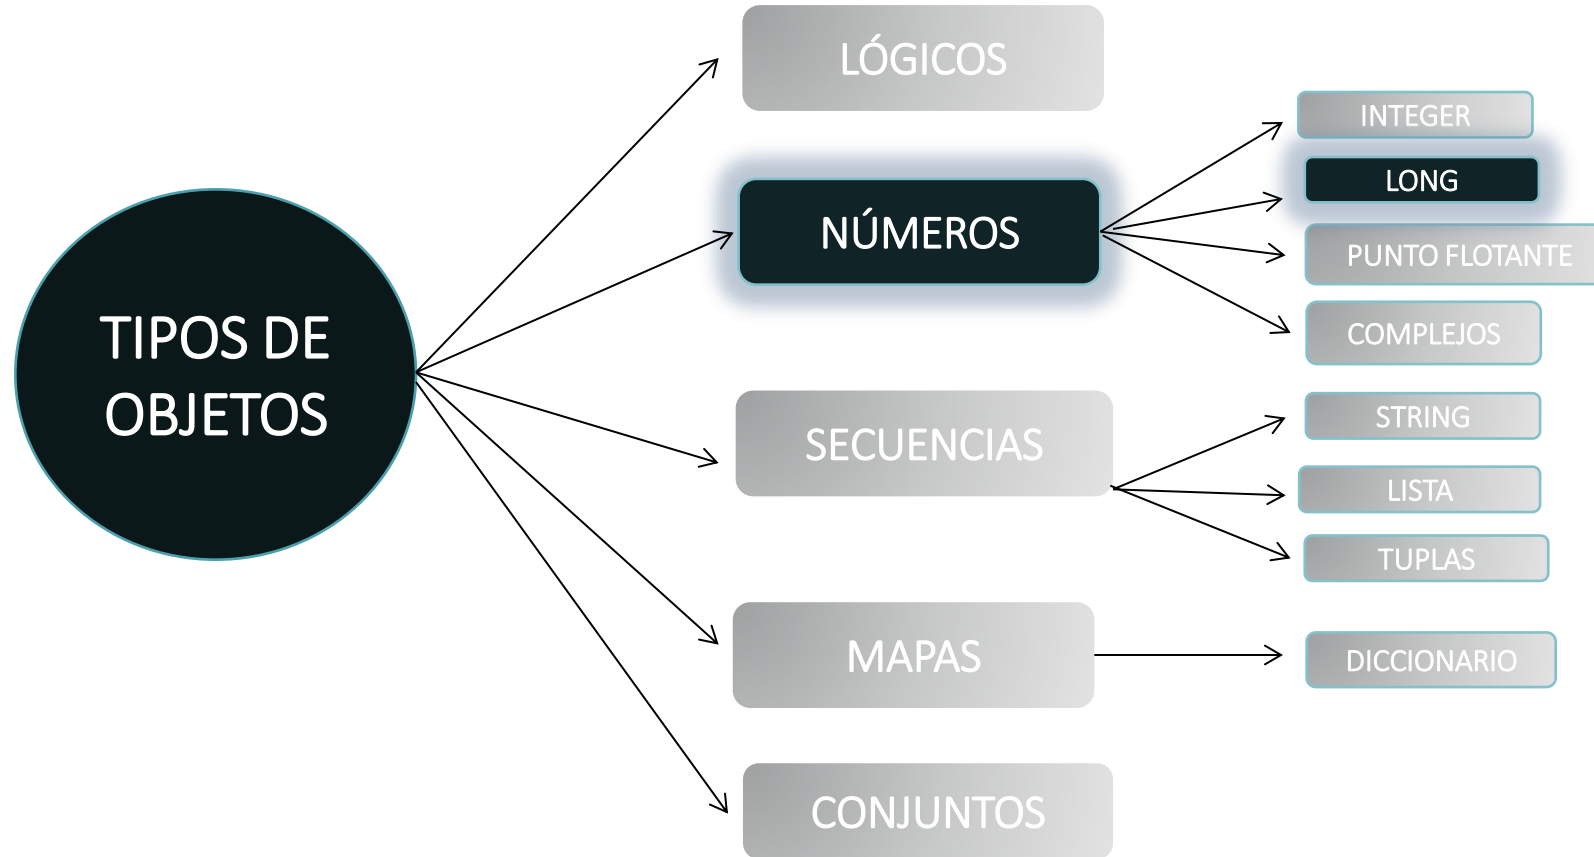 TIPOS DE
OBJETOS
LÓGICOS
NÚMEROS
INTEGER
LONG
PUNTO FLOTANTE
COMPLEJOS
SECUENCIAS
STRING
LISTA
TUPLAS
MAPAS
DICCIONARIO
CONJUNTOS